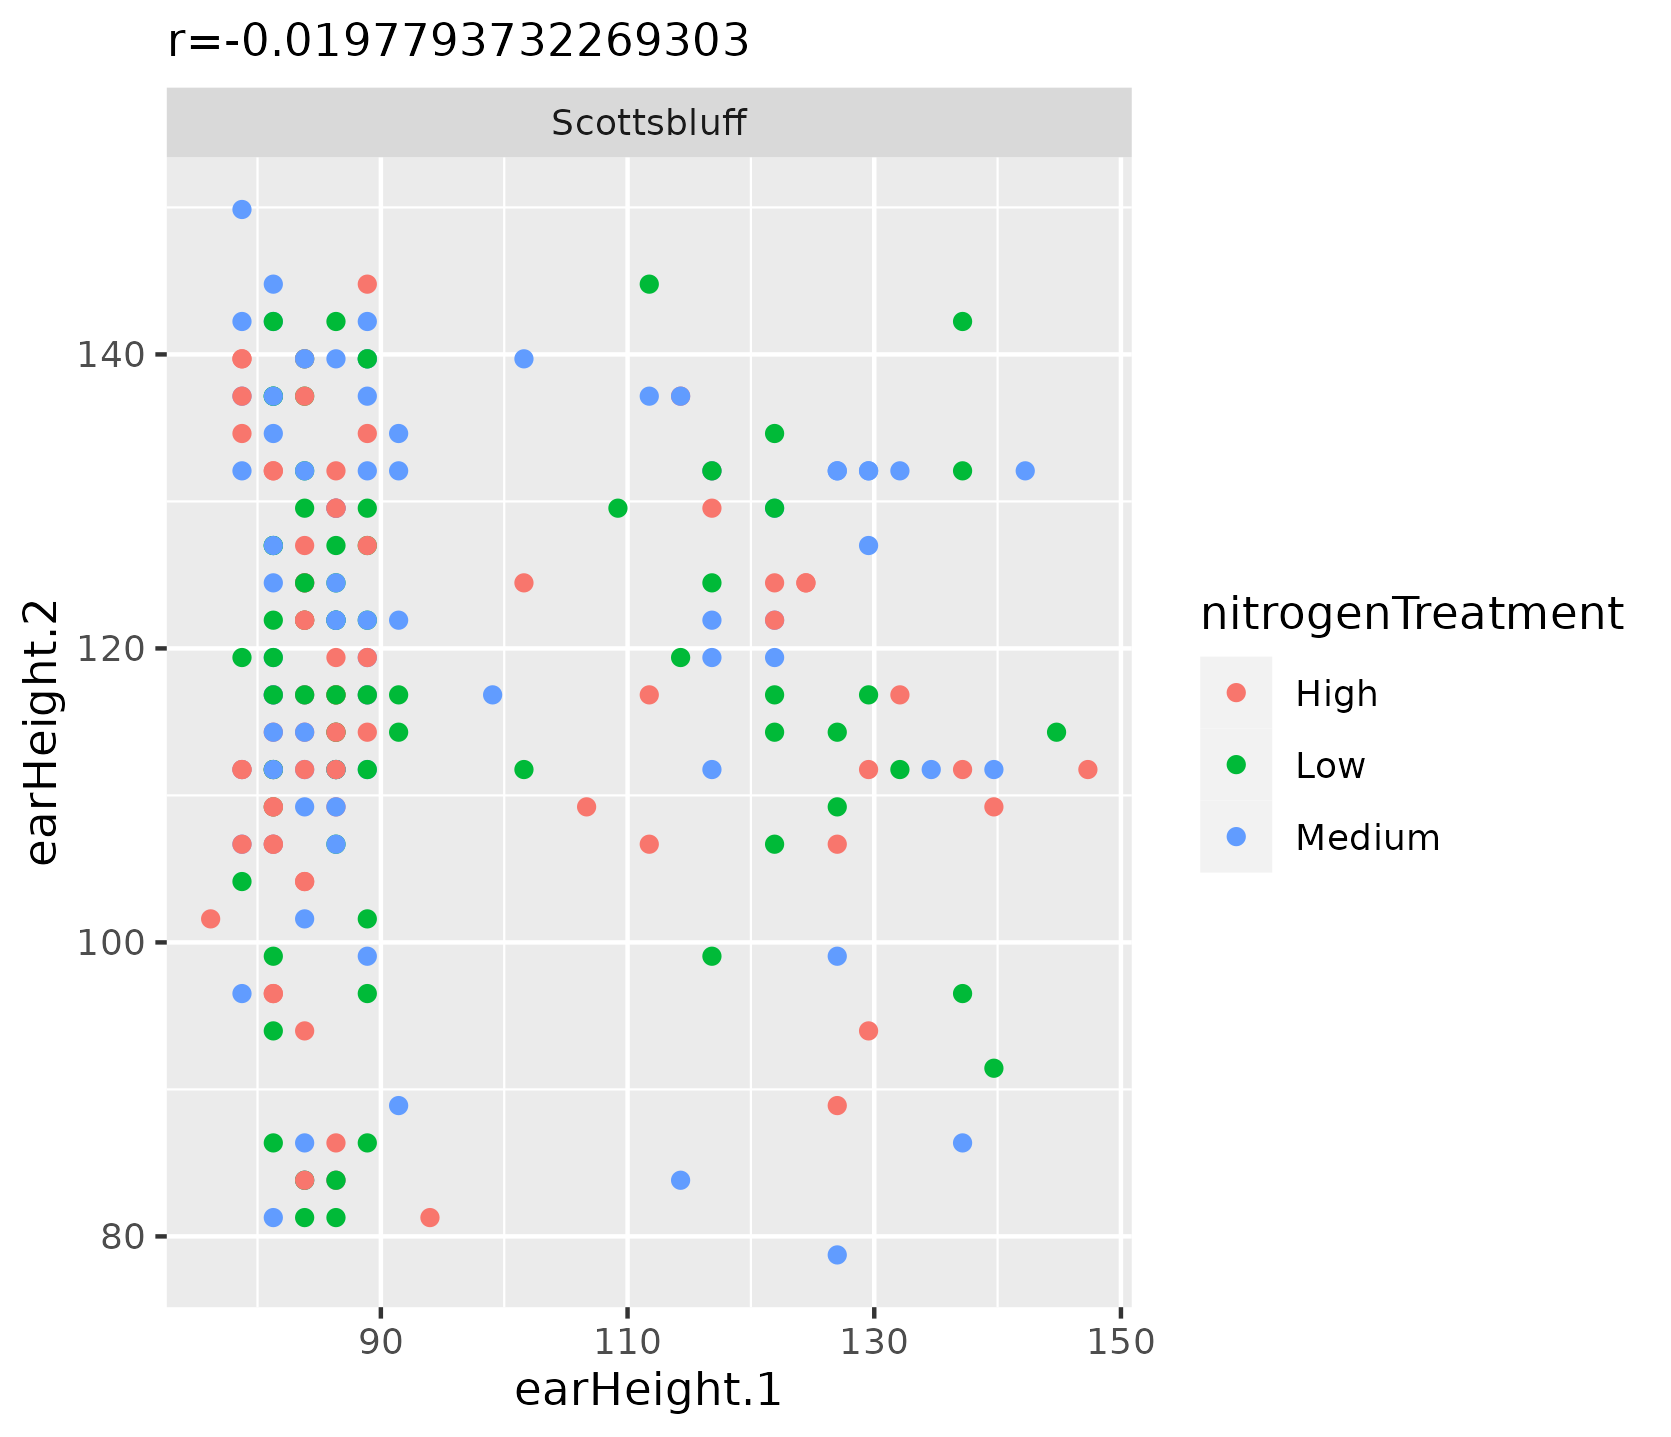 r=-0.0197793732269303
Scottsbluff
140
120
100
80
earHeight.2
90
110
130
150
earHeight.1
nitrogenTreatment
High
Low
Medium